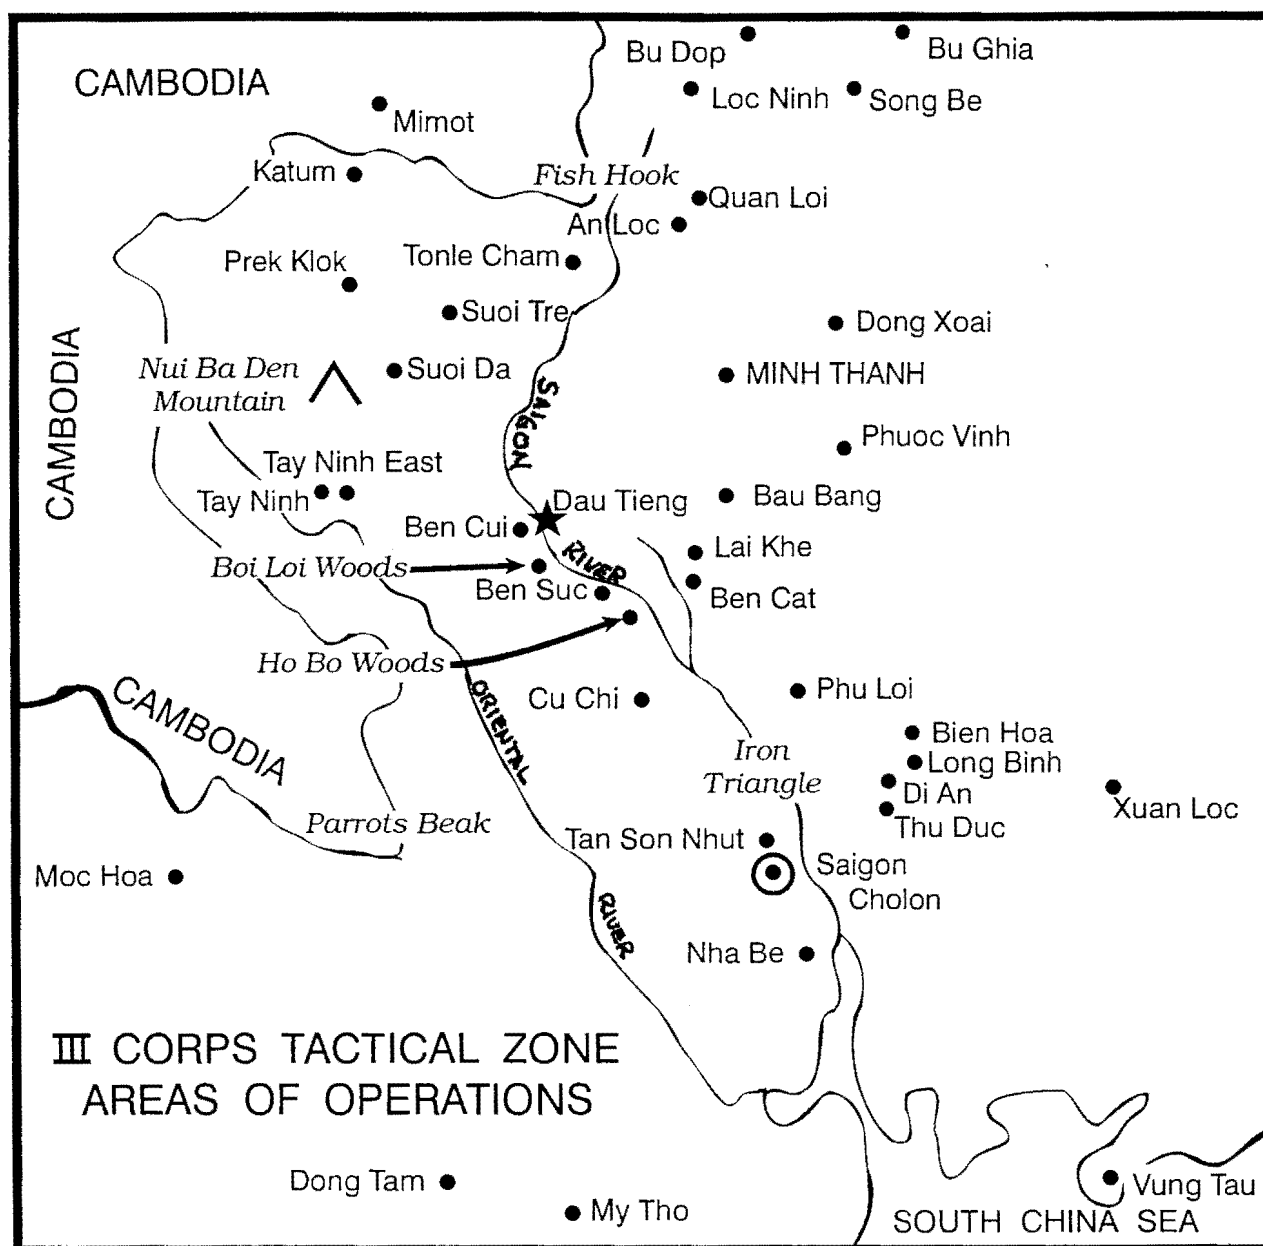 Bu Dop
Bu Ghia
CAMBODIA
Loc Ninh
Song Be
Mimot
Katum
Fish Hook
Quan Loi
An Loc
Prek Klok
Tonle Cham
Suoi Tre
Dong Xoai
CAMBODIA
Nui Ba Den
Mountain
Suoi Da
MINH THANH
SAIGON
Phuoc Vinh
Tay Ninh East
Tay Ninh
Dau Tieng
Bau Bang
Ben Cui
Lai Khe
Boi Loi Woods
RIVER
Ben Suc
Ben Cat
Ho Bo Woods
CAMBODIA
ORIENTAL
Cu Chi
Phu Loi
Iron
Triangle
Bien Hoa
Long Binh
Di An
Thu Duc
Xuan Loc
Parrots Beak
Tan Son Nhut
Moc Hoa
Saigon
Cholon
RIVER
Nha Be
III CORPS TACTICAL ZONE
AREAS OF OPERATIONS
Dong Tam
My Tho
Vung Tau
SOUTH CHINA SEA